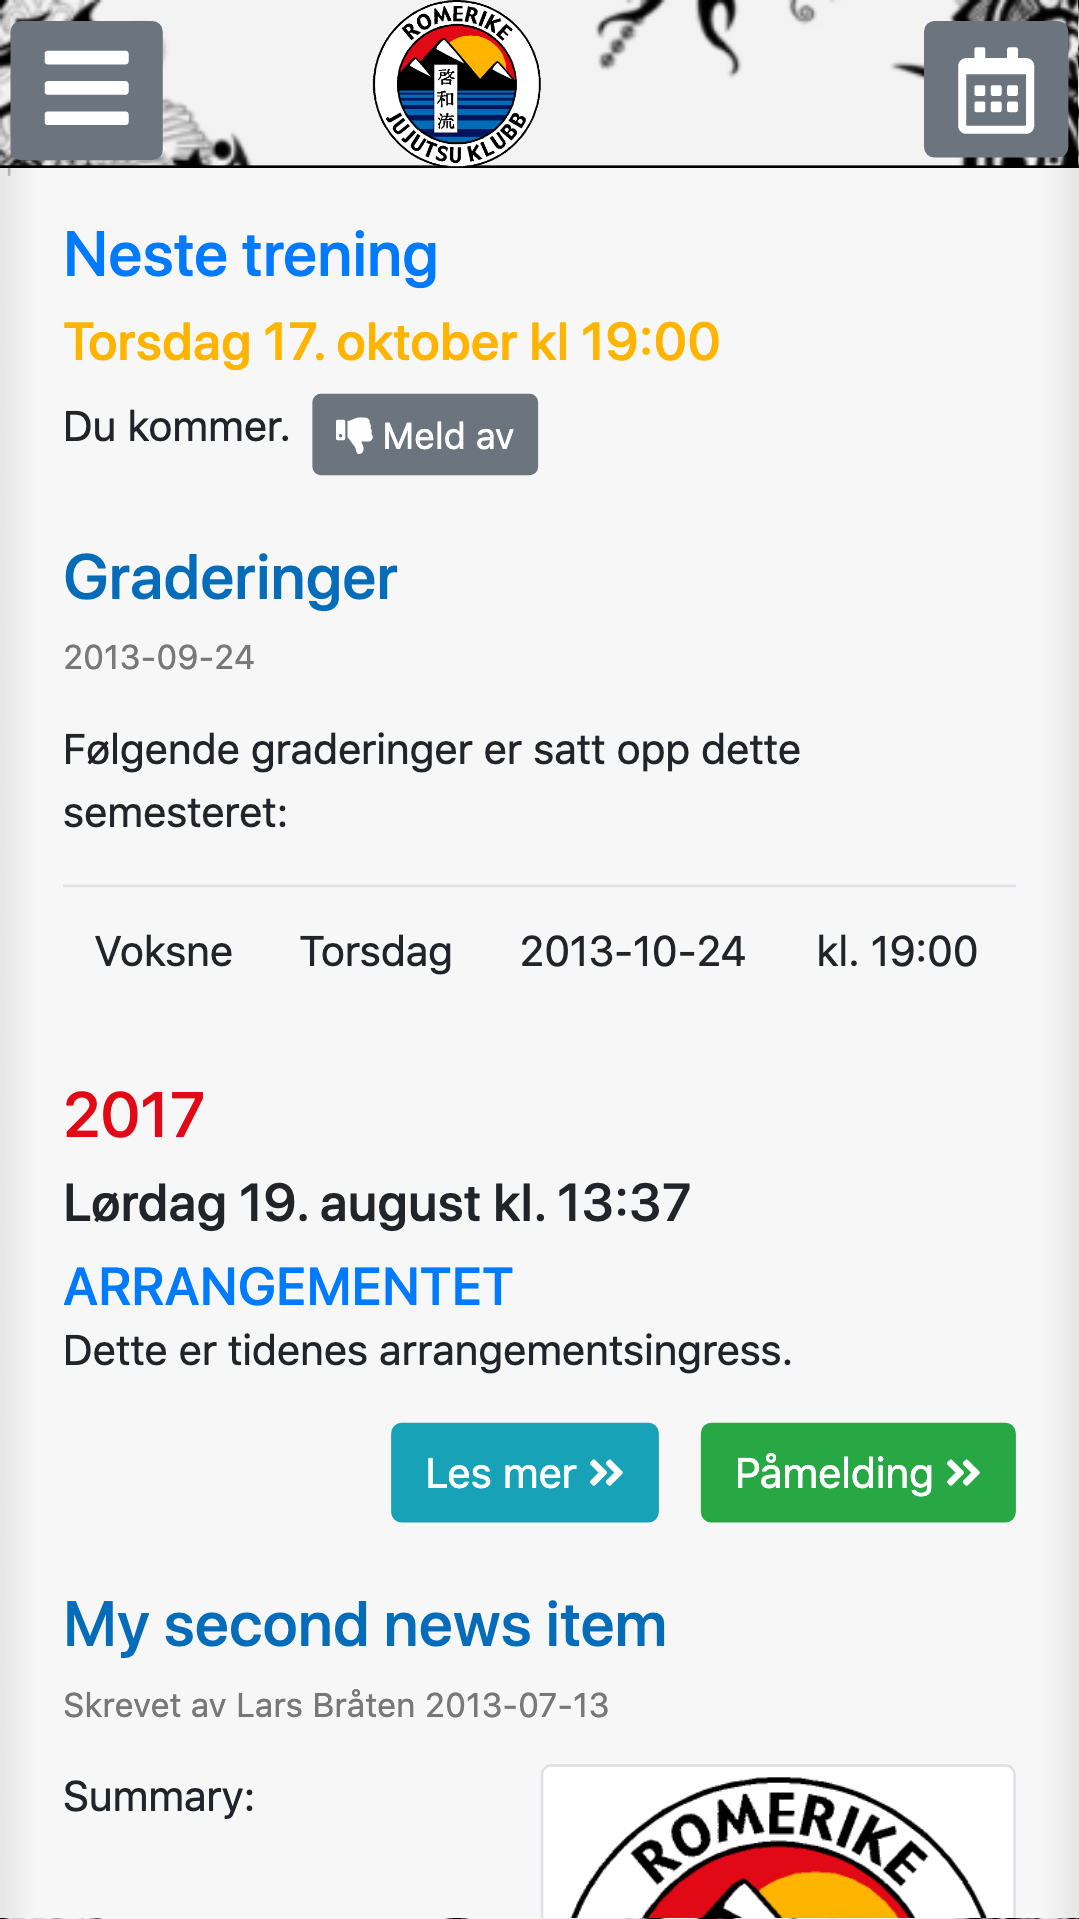 ROMERIKE
啓和流
JUJUTSU KLUBB
Neste trening
Torsdag 17. oktober kl 19:00
Du kommer. Meld av
Graderinger
2013-09-24
Følgende graderinger er satt opp dette
semesteret:
Voksne Torsdag 2013-10-24 kl. 19:00
2017
Lørdag 19. august kl. 13:37
ARRANGEMENTET
Dette er tidenes arrangementsingress.
Les mer Påmelding
My second news item
Skrevet av Lars Bråten 2013-07-13
Summary:
ROMERIKE